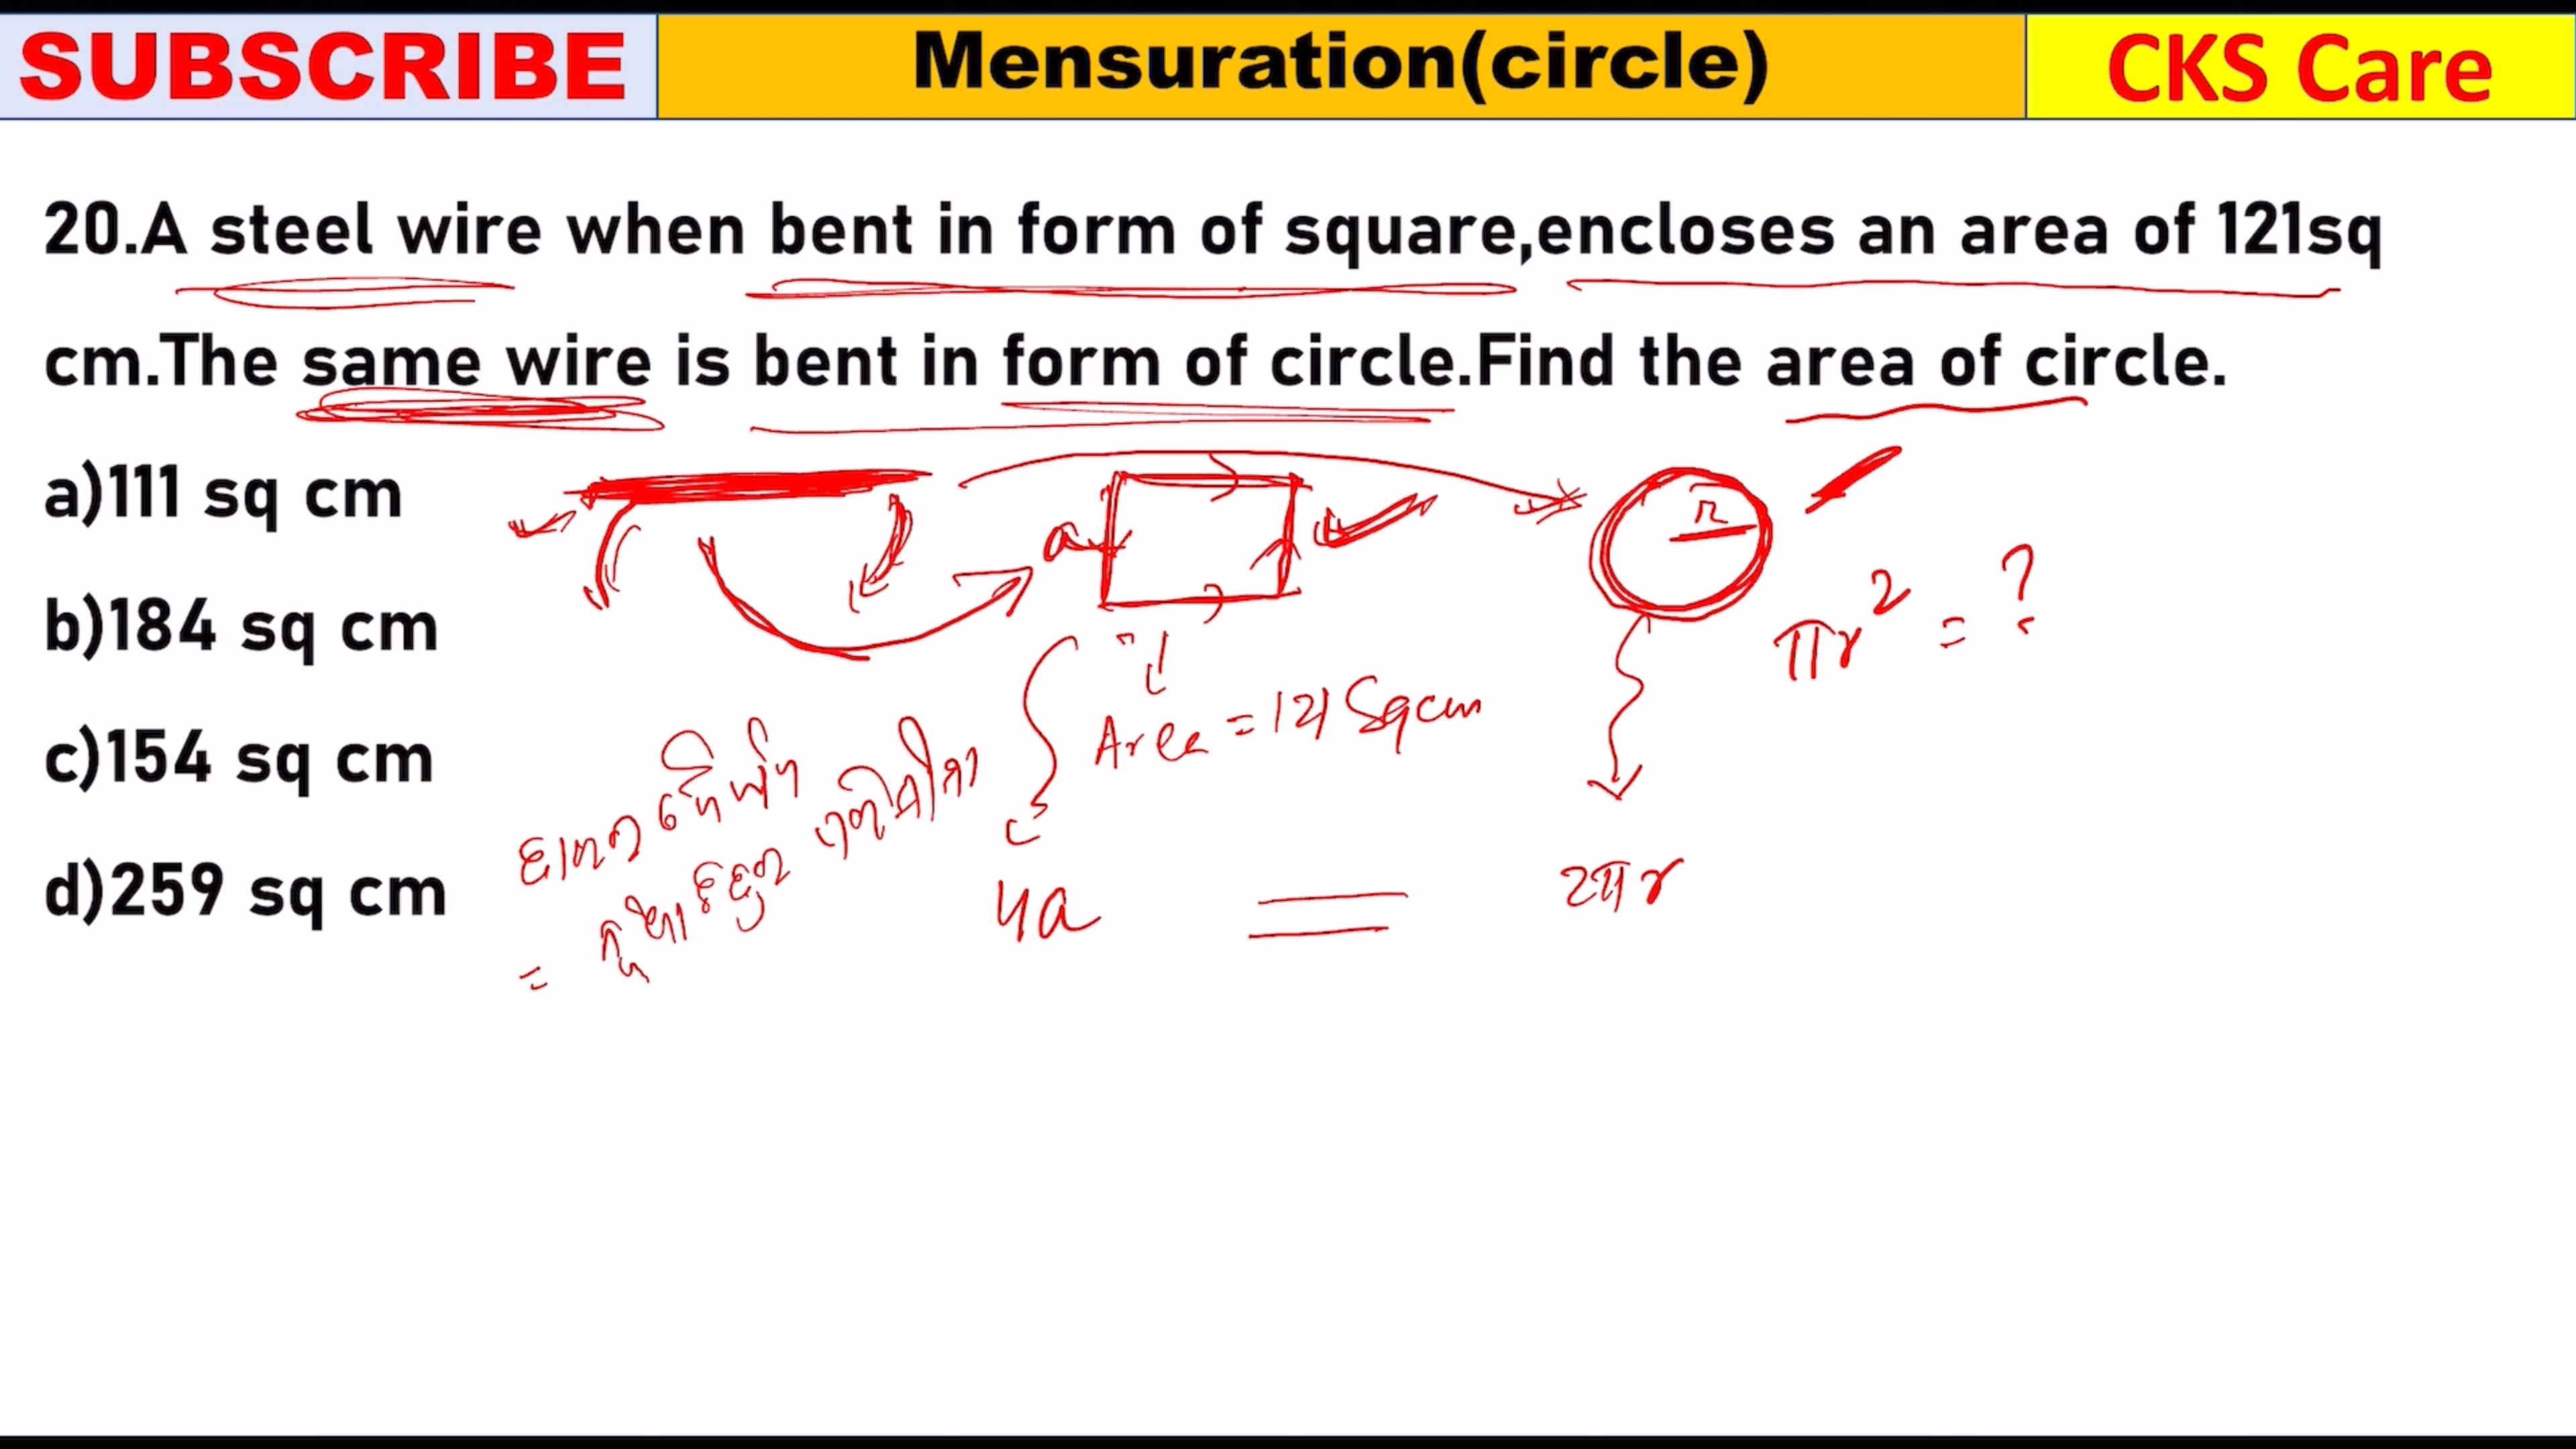 SUBSCRIBE
Mensuration(circle)
CKS Care
20.A steel wire when bent in form of square,encloses an area of 121sq
cm.The same wire is bent in form of circle.Find the area of circle.
a)111 sq cm
b)184 sq cm
c)154 sq cm
d)259 sq cm
a
r
πr² = ?
Area = 121 Sqcm
4a = 2πr